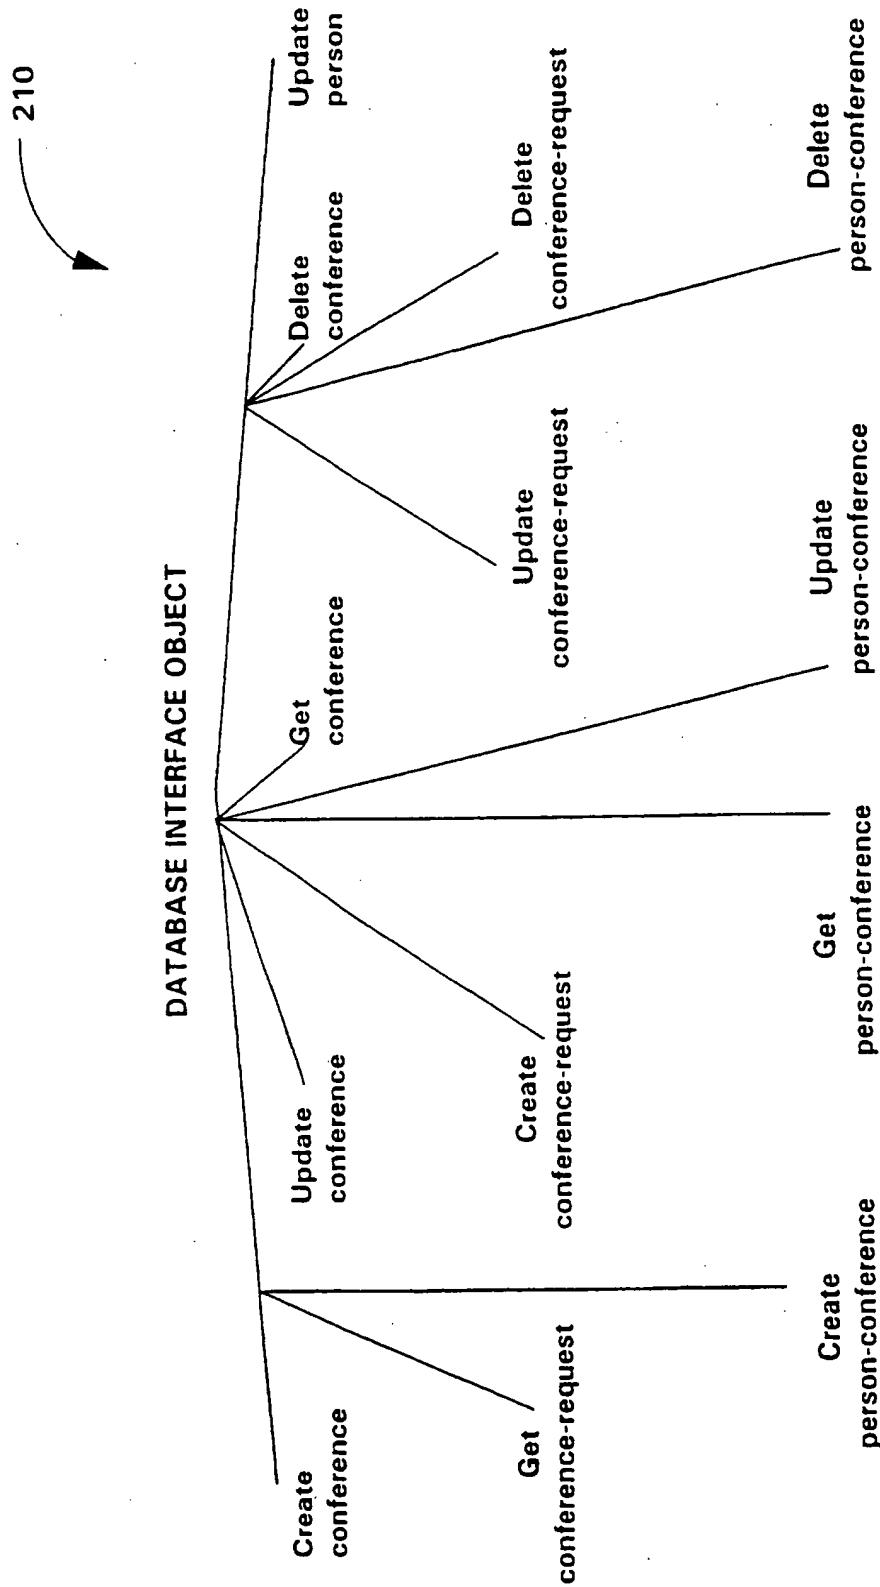 210
DATABASE INTERFACE OBJECT
Create
conference
Update
conference
Get
conference
Delete
conference
Update
person
Get
conference-request
Create
conference-request
Update
conference-request
Delete
conference-request
Create
person-conference
Get
person-conference
Update
person-conference
Delete
person-conference